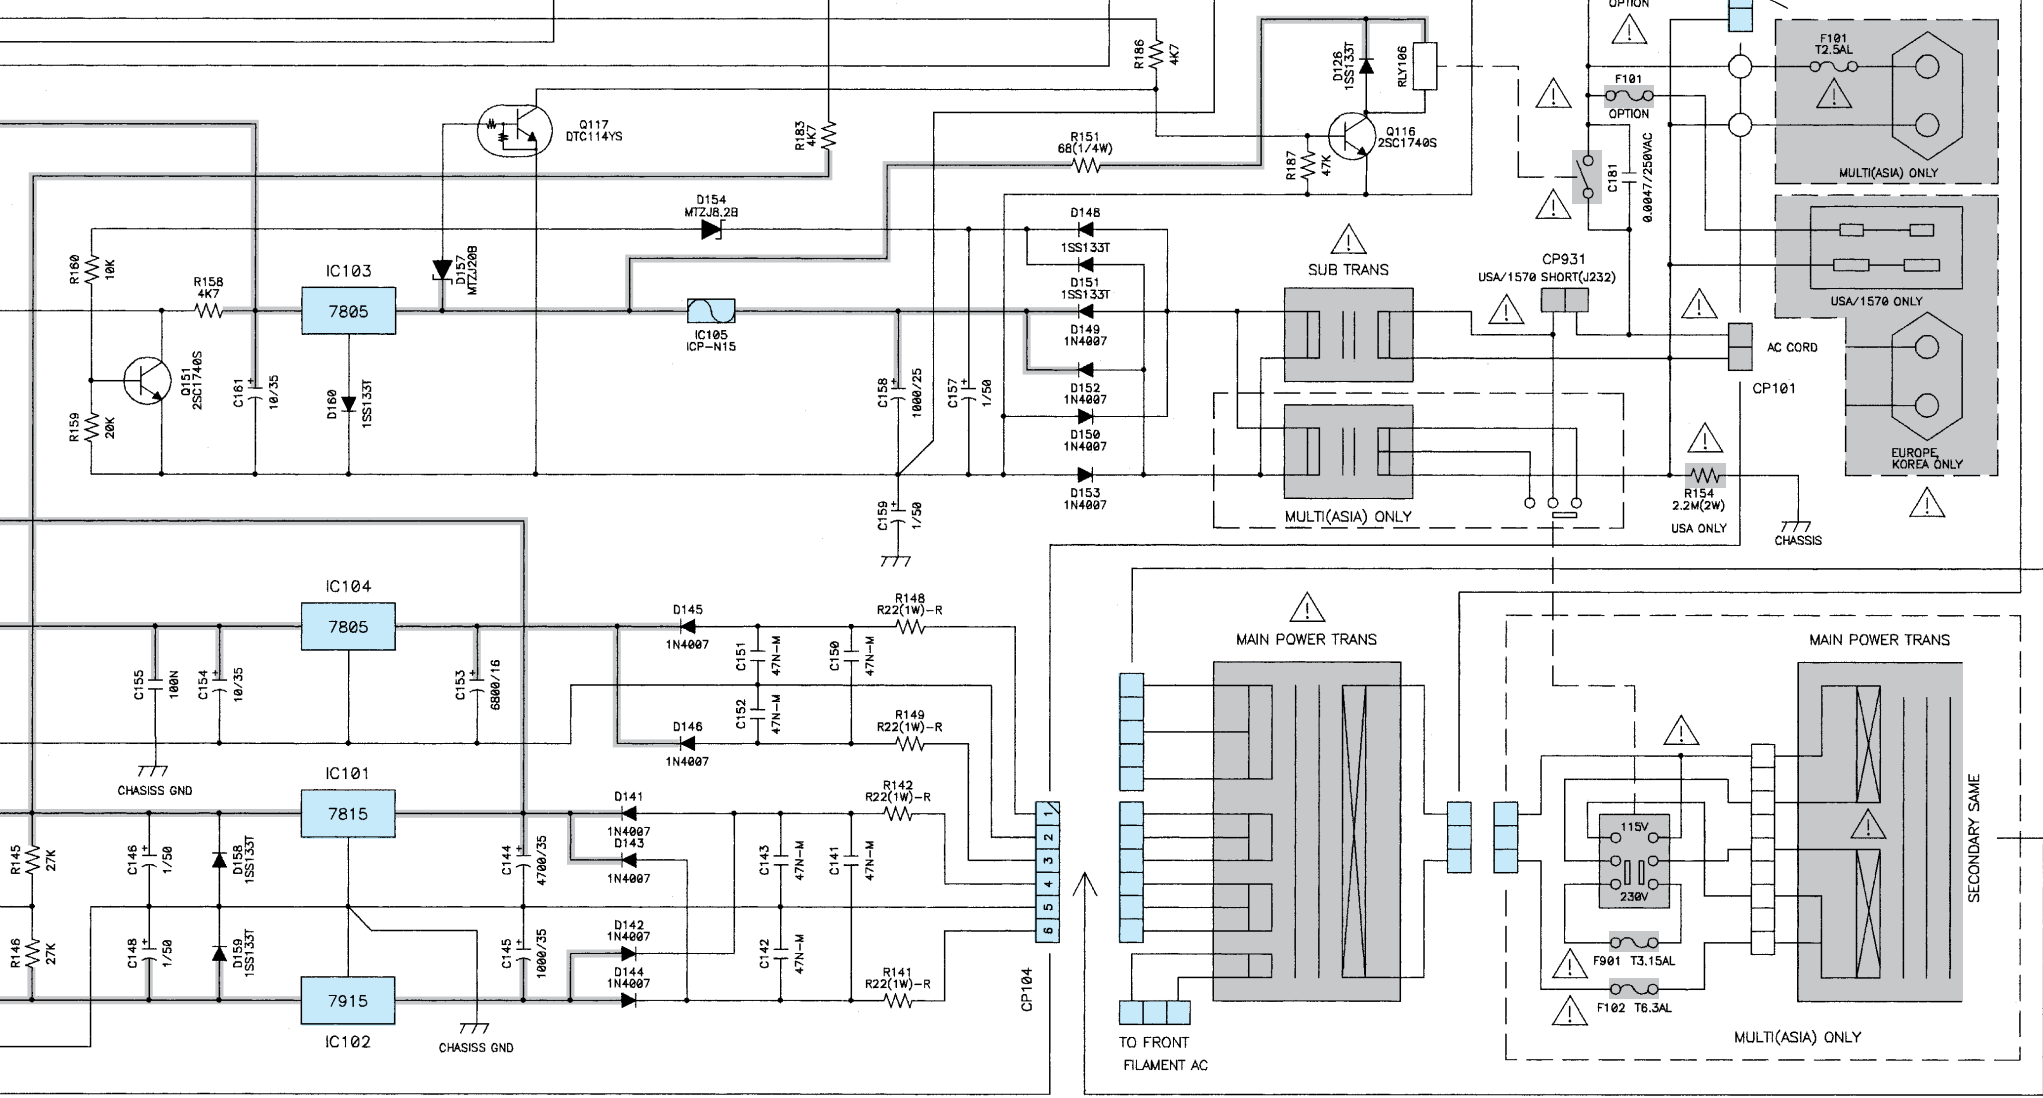 OPTION
R186
4K7
D126
1SS133T
RLY106
F101
OPTION
F101
T2.5AL
MULTI(ASIA) ONLY
Q117
DTC114YS
R183
4K7
R151
68(1/4W)
Q116
2SC1740S
R187
47K
C181
0.0047/250VAC
D154
MTZJ8.2B
D148
1SS133T
D151
1SS133T
D149
1N4007
D152
1N4007
D150
1N4007
D153
1N4007
R160
10K
R158
4K7
IC103
7805
D157
MTZJ20B
IC105
ICP-N15
SUB TRANS
CP931
USA/1570 SHORT(J232)
USA/1570 ONLY
AC CORD
CP101
Q151
2SC1740S
C161
10/35
D160
1SS133T
R159
20K
C158
1000/25
C157
1/50
C159
1/50
MULTI(ASIA) ONLY
R154
2.2M(2W)
USA ONLY
CHASSIS
EUROPE,
KOREA ONLY
IC104
7805
D145
1N4007
C151
47N-M
C150
47N-M
R148
R22(1W)-R
C155
100N
C154
10/35
C153
6800/16
C152
47N-M
D146
1N4007
R149
R22(1W)-R
CHASISS GND
IC101
7815
D141
1N4007
D143
1N4007
R142
R22(1W)-R
R145
27K
C146
1/50
D158
1SS133T
C144
4700/35
C143
47N-M
C141
47N-M
1
2
3
4
5
6
CP104
R146
27K
C148
1/50
D159
1SS133T
C145
1000/35
D142
1N4007
D144
1N4007
C142
47N-M
R141
R22(1W)-R
7915
IC102
CHASISS GND
MAIN POWER TRANS
TO FRONT
FILAMENT AC
MAIN POWER TRANS
115V
230V
F901 T3.15AL
F102 T6.3AL
SECONDARY SAME
MULTI(ASIA) ONLY